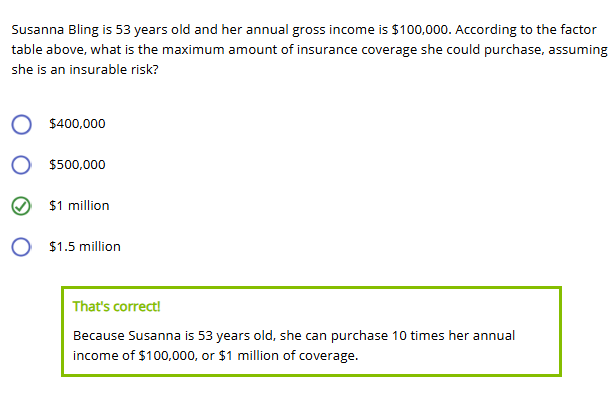 Susanna Bling is 53 years old and her annual gross income is $100,000. According to the factor
table above, what is the maximum amount of insurance coverage she could purchase, assuming
she is an insurable risk?
$400,000
$500,000
$1 million
$1.5 million
That's correct!
Because Susanna is 53 years old, she can purchase 10 times her annual
income of $100,000, or $1 million of coverage.